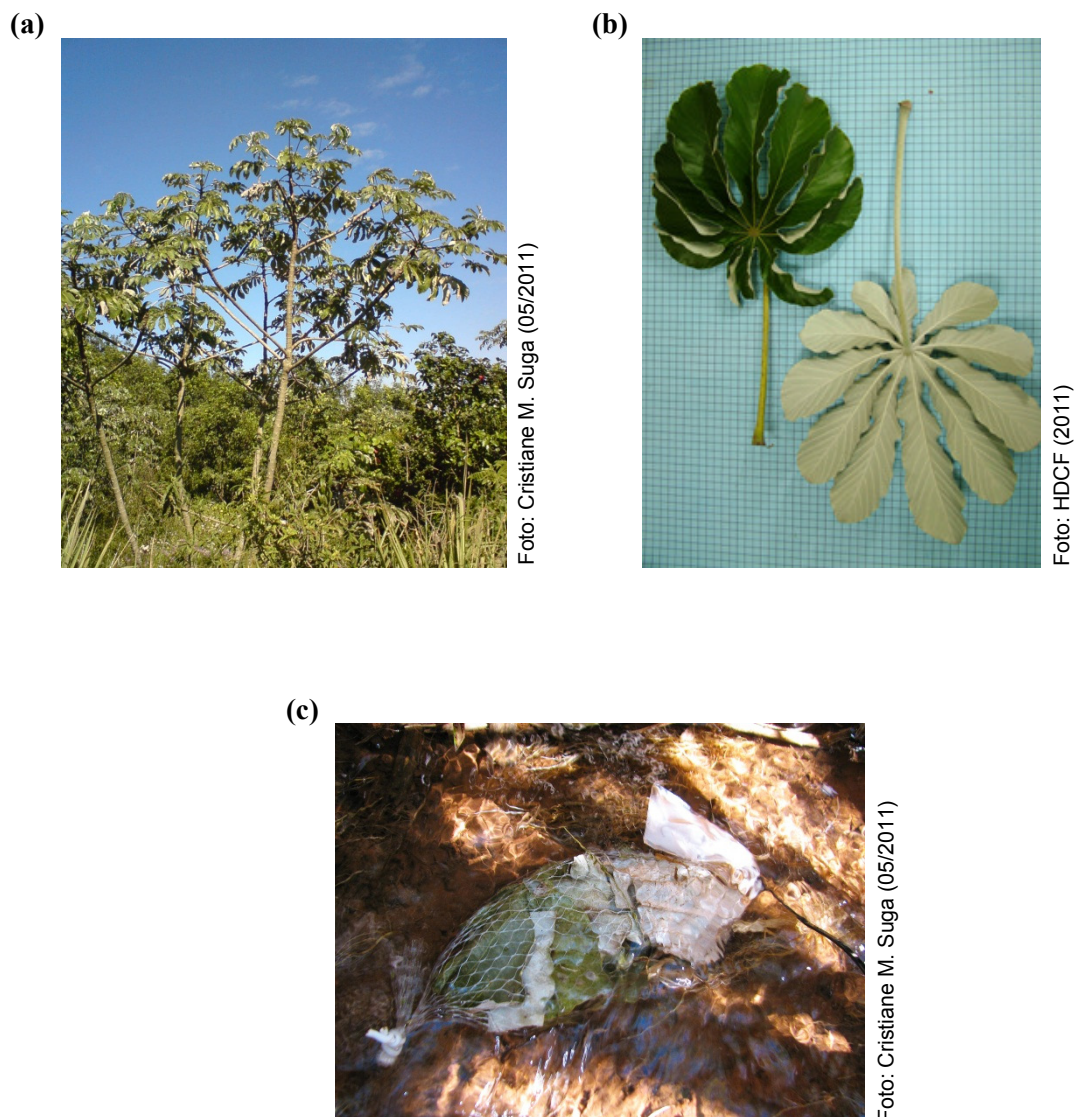 (a)
Foto: Cristiane M. Suga (05/2011)
(b)
Foto: HDCF (2011)
(c)
Foto: Cristiane M. Suga (05/2011)